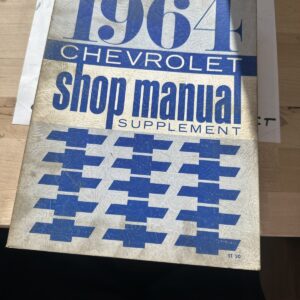 1964
CHEVROLET
shop manual
SUPPLEMENT